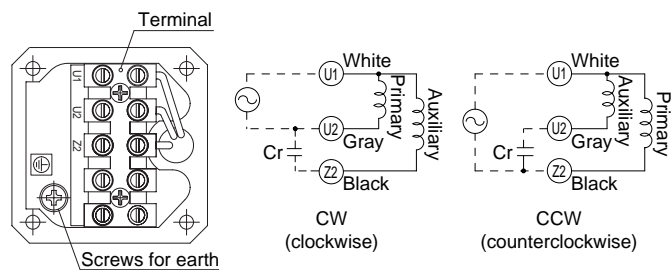 Terminal
U1
U2
Z2
Screws for earth
U1
White
Primary
Auxiliary
U2
Gray
Cr
Z2
Black
CW
(clockwise)
U1
White
Auxiliary
Primary
U2
Gray
Cr
Z2
Black
CCW
(counterclockwise)